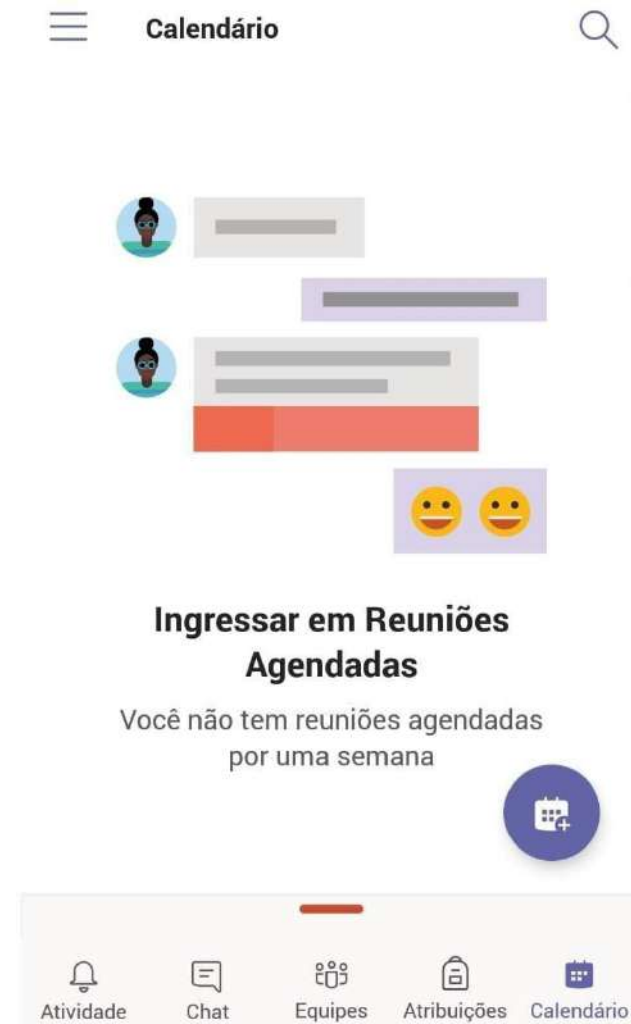 Calendário
Ingressar em Reuniões
Agendadas
Você não tem reuniões agendadas
por uma semana
Atividade
Chat
Equipes
Atribuições
Calendário